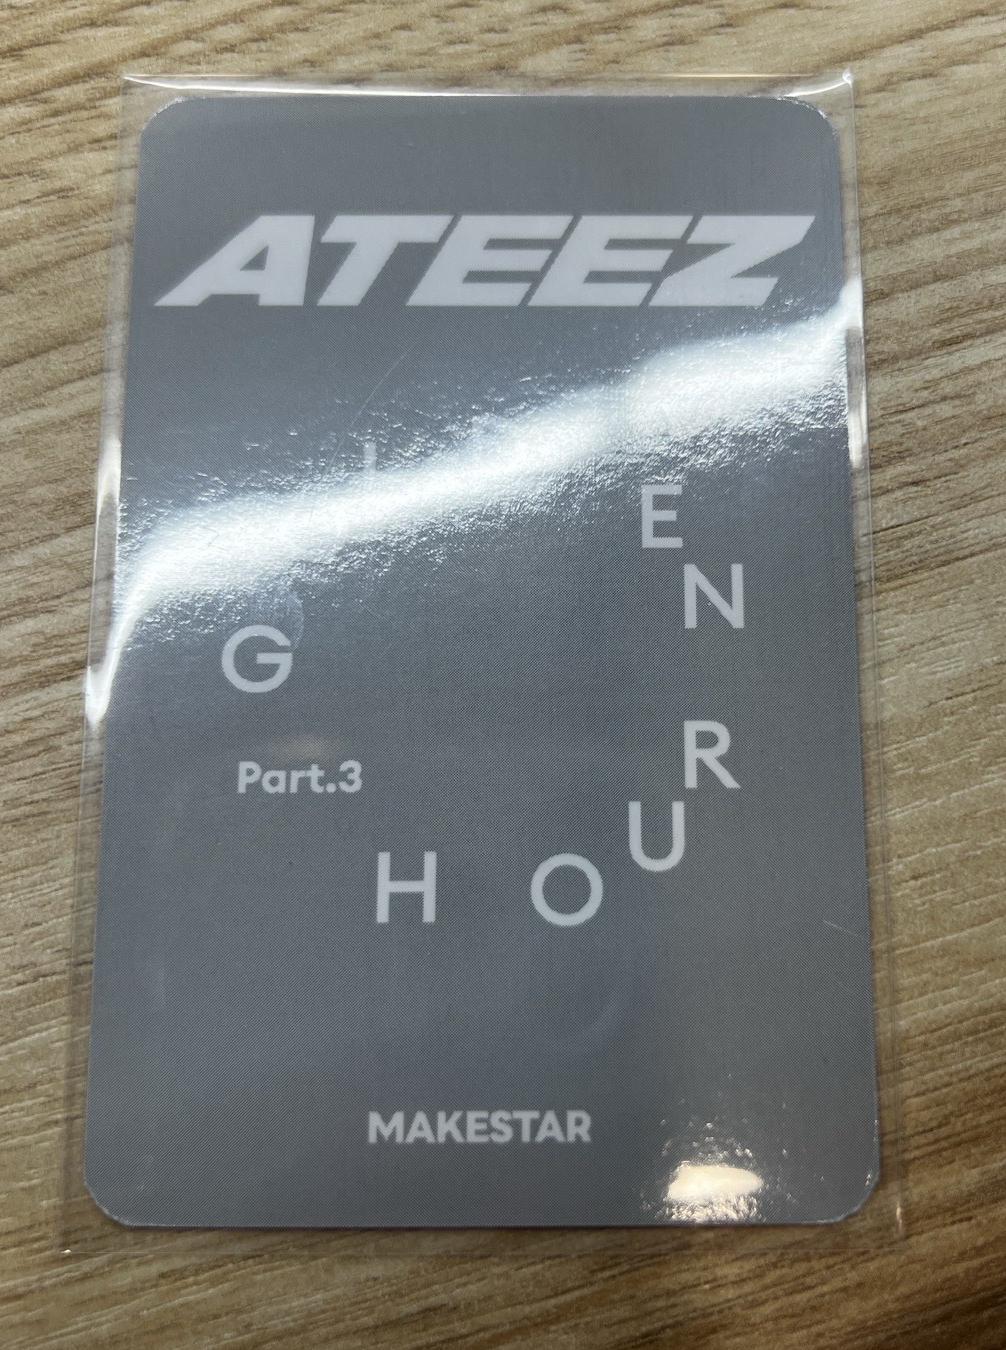 ATEEZ
G E N
H O U R
Part.3
MAKESTAR